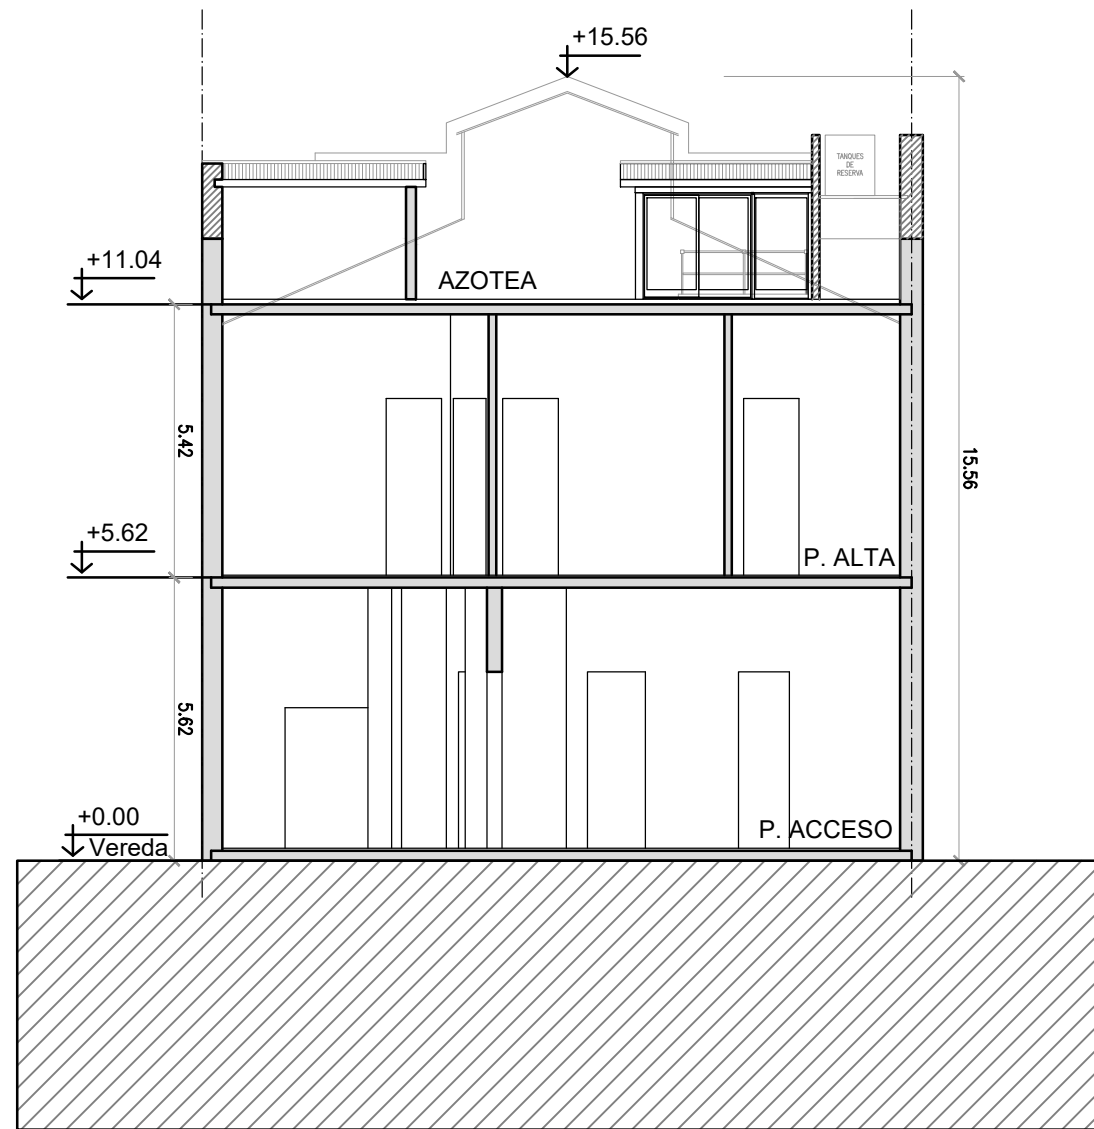 +15.56
TANQUES
DE
RESERVA
+11.04
AZOTEA
5.42
15.56
+5.62
P. ALTA
5.62
+0.00
Vereda
P. ACCESO